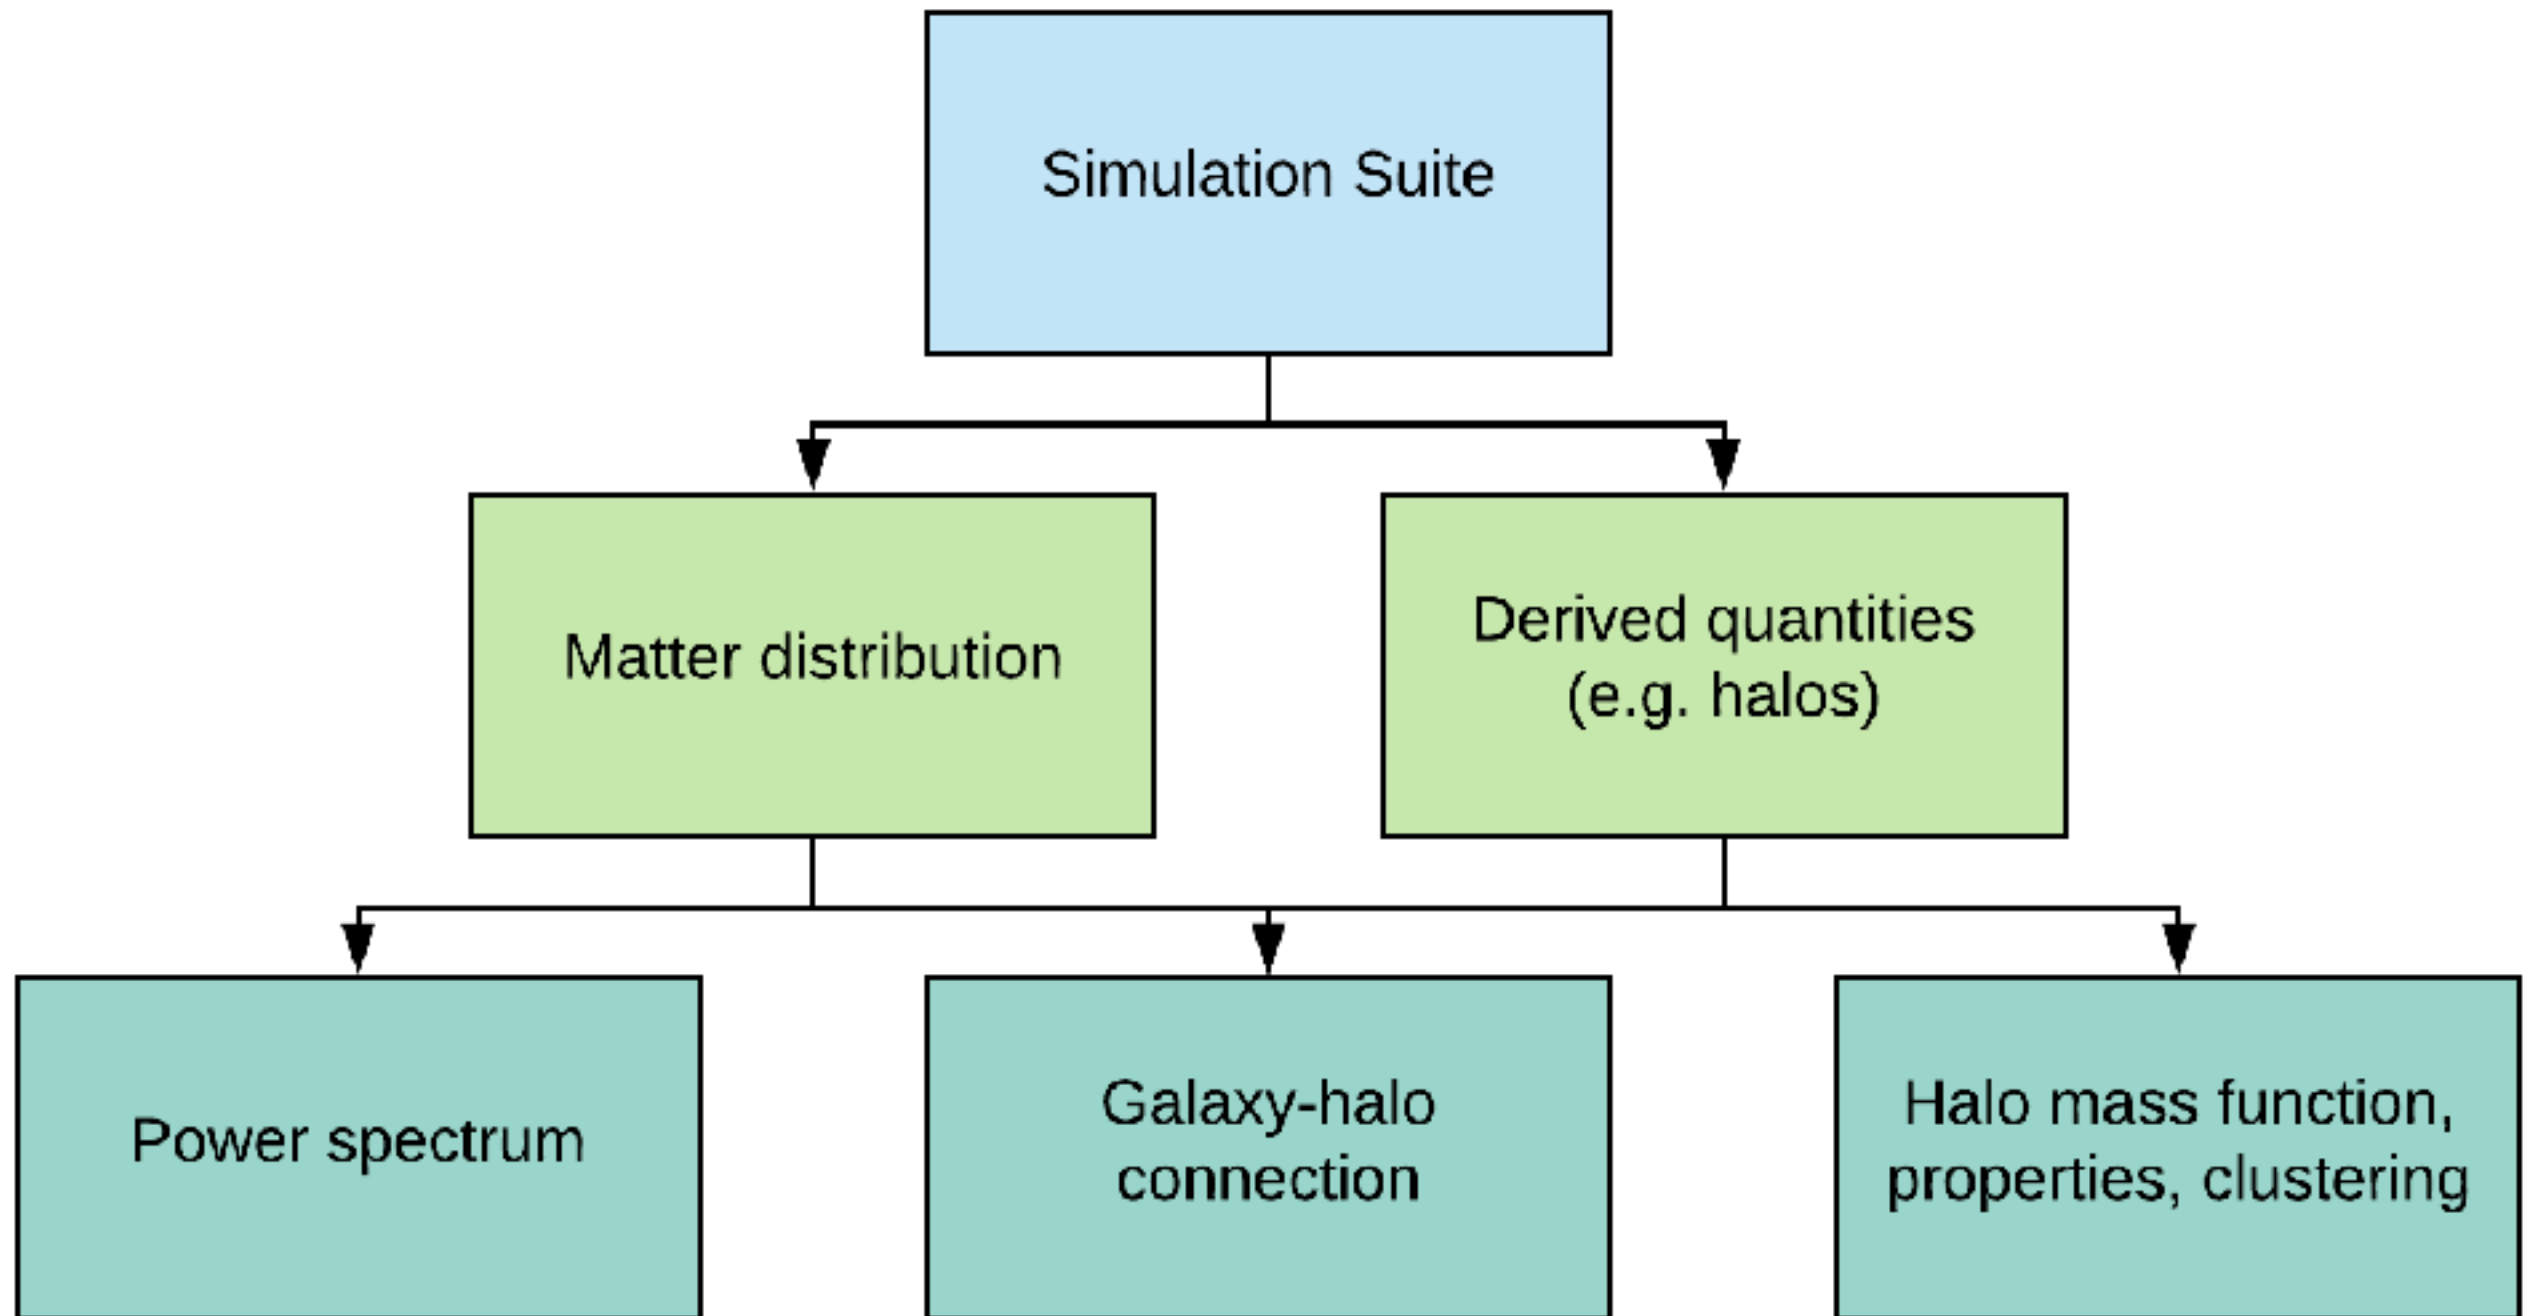 Simulation Suite
Matter distribution
Derived quantities
(e.g. halos)
Power spectrum
Galaxy-halo
connection
Halo mass function,
properties, clustering